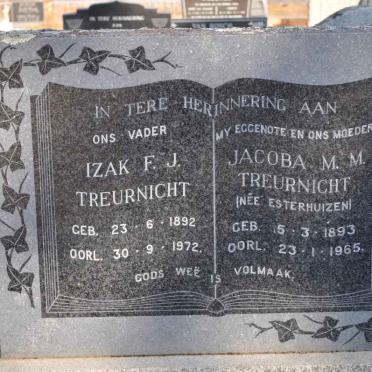 IN TERE HERINNERING AAN
ONS VADER
IZAK F. J.
TREURNICHT
GEB. 23 · 6 · 1892
OORL. 30 · 9 · 1972.
MY EGGENOTE EN ONS MOEDER
JACOBA M. M.
TREURNICHT
(NÉE ESTERHUIZEN)
GEB. 5 · 3 · 1893
OORL. 23 · 1 · 1965.
GODS WEË IS VOLMAAK.